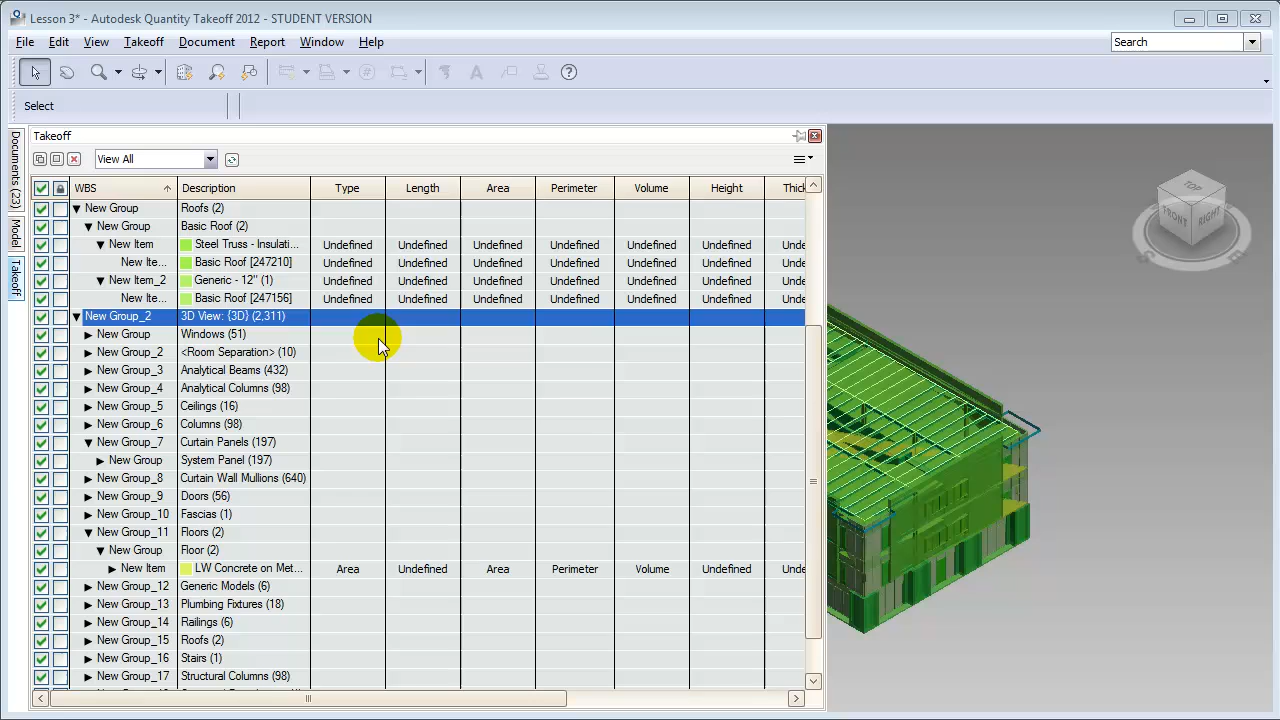 Lesson 3* - Autodesk Quantity Takeoff 2012 - STUDENT VERSION
File Edit View Takeoff Document Report Window Help Search
Select
Takeoff
Documents (23)
Model
Takeoff
View All
WBS Description Type Length Area Perimeter Volume Height Thic
New Group Roofs (2)
New Group Basic Roof (2)
New Item Steel Truss - Insulati... Undefined Undefined Undefined Undefined Undefined Undefined Unde
New Ite... Basic Roof [247210] Undefined Undefined Undefined Undefined Undefined Undefined Unde
New Item_2 Generic - 12" (1) Undefined Undefined Undefined Undefined Undefined Undefined Unde
New Ite... Basic Roof [247156] Undefined Undefined Undefined Undefined Undefined Undefined Unde
New Group_2 3D View: {3D} (2,311)
New Group Windows (51)
New Group_2 <Room Separation> (10)
New Group_3 Analytical Beams (432)
New Group_4 Analytical Columns (98)
New Group_5 Ceilings (16)
New Group_6 Columns (98)
New Group_7 Curtain Panels (197)
New Group System Panel (197)
New Group_8 Curtain Wall Mullions (640)
New Group_9 Doors (56)
New Group_10 Fascias (1)
New Group_11 Floors (2)
New Group Floor (2)
New Item LW Concrete on Met... Area Undefined Area Perimeter Volume Undefined Unde
New Group_12 Generic Models (6)
New Group_13 Plumbing Fixtures (18)
New Group_14 Railings (6)
New Group_15 Roofs (2)
New Group_16 Stairs (1)
New Group_17 Structural Columns (98)
TOP
FRONT
RIGHT